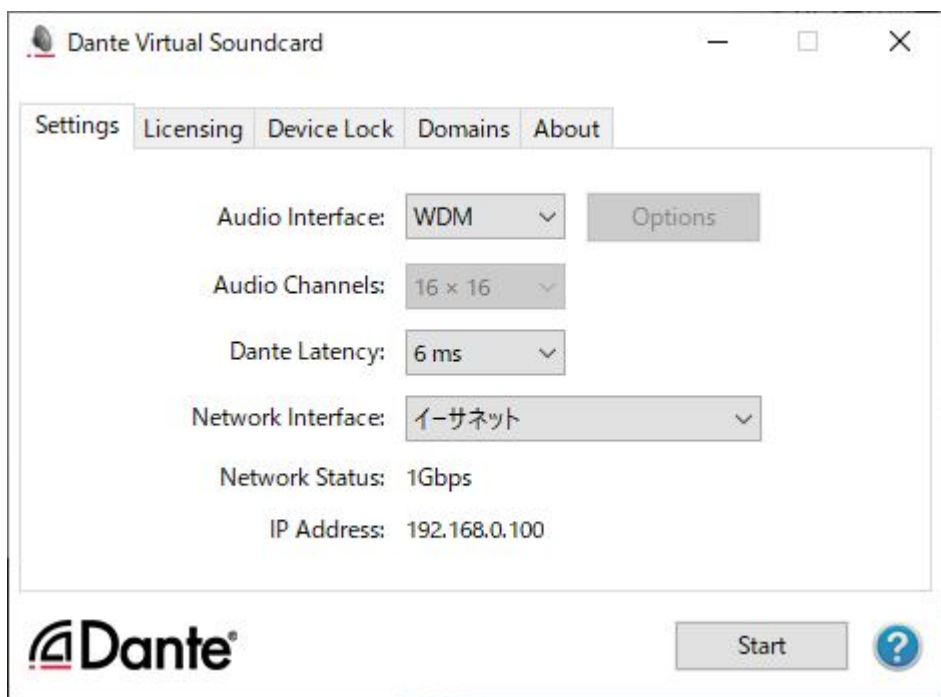 Dante Virtual Soundcard
Settings Licensing Device Lock Domains About
Audio Interface: WDM Options
Audio Channels: 16 × 16
Dante Latency: 6 ms
Network Interface: イーサネット
Network Status: 1Gbps
IP Address: 192.168.0.100
Dante® Start ?